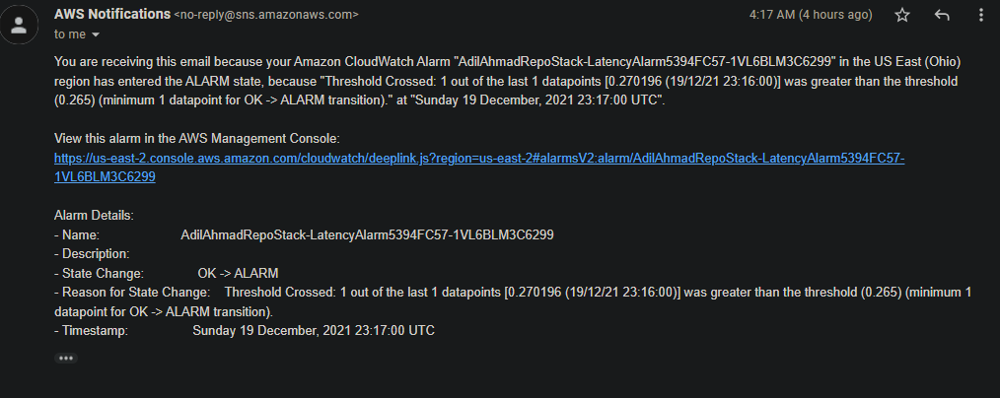 AWS Notifications <no-reply@sns.amazonaws.com> 4:17 AM (4 hours ago)
to me
You are receiving this email because your Amazon CloudWatch Alarm "AdilAhmadRepoStack-LatencyAlarm5394FC57-1VL6BLM3C6299" in the US East (Ohio)
region has entered the ALARM state, because "Threshold Crossed: 1 out of the last 1 datapoints [0.270196 (19/12/21 23:16:00)] was greater than the threshold
(0.265) (minimum 1 datapoint for OK -> ALARM transition)." at "Sunday 19 December, 2021 23:17:00 UTC".
View this alarm in the AWS Management Console:
https://us-east-2.console.aws.amazon.com/cloudwatch/deeplink.js?region=us-east-2#alarmsV2:alarm/AdilAhmadRepoStack-LatencyAlarm5394FC57-
1VL6BLM3C6299
Alarm Details:
- Name: AdilAhmadRepoStack-LatencyAlarm5394FC57-1VL6BLM3C6299
- Description:
- State Change: OK -> ALARM
- Reason for State Change: Threshold Crossed: 1 out of the last 1 datapoints [0.270196 (19/12/21 23:16:00)] was greater than the threshold (0.265) (minimum 1
datapoint for OK -> ALARM transition).
- Timestamp: Sunday 19 December, 2021 23:17:00 UTC